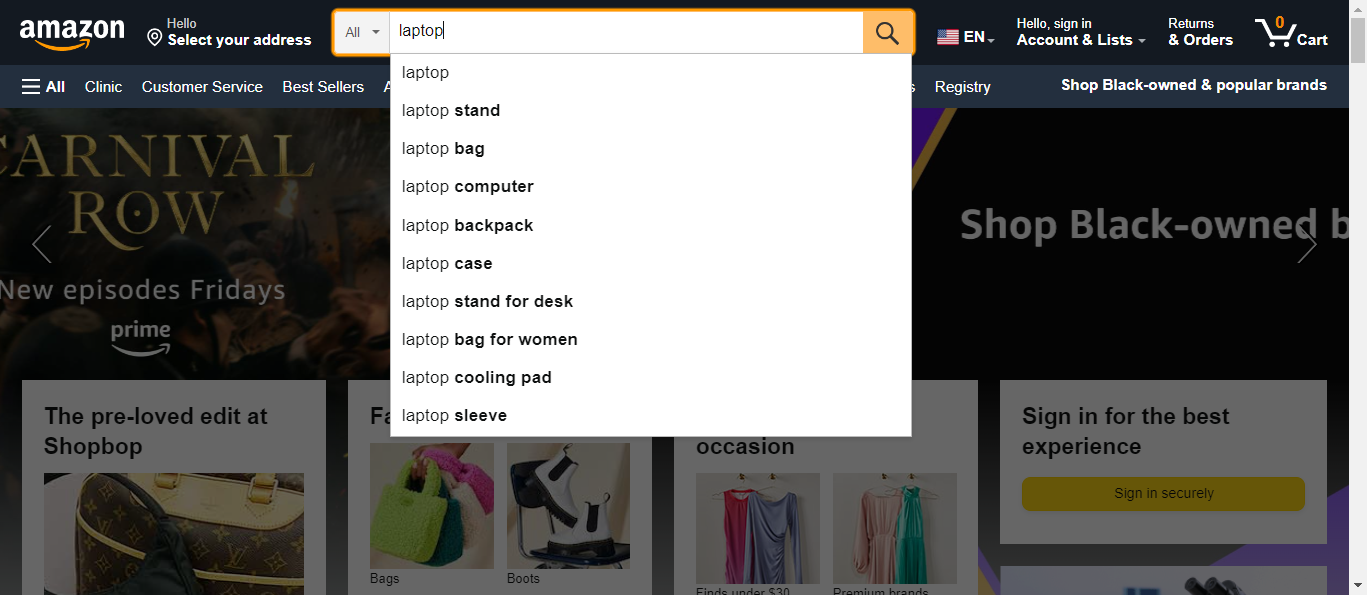 amazon
Hello
Select your address
All
laptop
EN
Hello, sign in
Account & Lists
Returns
& Orders
0
Cart
All
Clinic
Customer Service
Best Sellers
Registry
Shop Black-owned & popular brands
laptop
laptop stand
laptop bag
laptop computer
laptop backpack
laptop case
laptop stand for desk
laptop bag for women
laptop cooling pad
laptop sleeve
CARNIVAL
ROW
New episodes Fridays
prime
Shop Black-owned b
The pre-loved edit at
Shopbop
Bags
Boots
occasion
Finds under $30
Premium brands
Sign in for the best
experience
Sign in securely